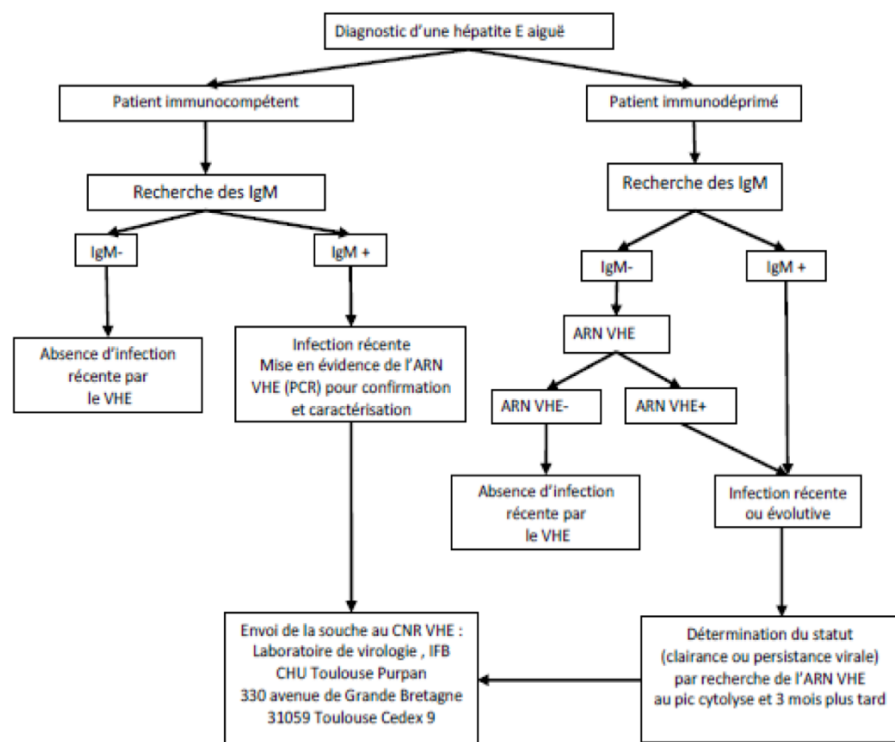 Diagnostic d'une hépatite E aiguë
Patient immunocompétent
Patient immunodéprimé
Recherche des IgM
Recherche des IgM
IgM-
IgM +
IgM-
IgM +
ARN VHE
Absence d'infection
récente par
le VHE
Infection récente
Mise en évidence de l'ARN
VHE (PCR) pour confirmation
et caractérisation
ARN VHE-
ARN VHE+
Absence d'infection
récente par
le VHE
Infection récente
ou évolutive
Envoi de la souche au CNR VHE :
Laboratoire de virologie , IFB
CHU Toulouse Purpan
330 avenue de Grande Bretagne
31059 Toulouse Cedex 9
Détermination du statut
(clairance ou persistance virale)
par recherche de l'ARN VHE
au pic cytolyse et 3 mois plus tard